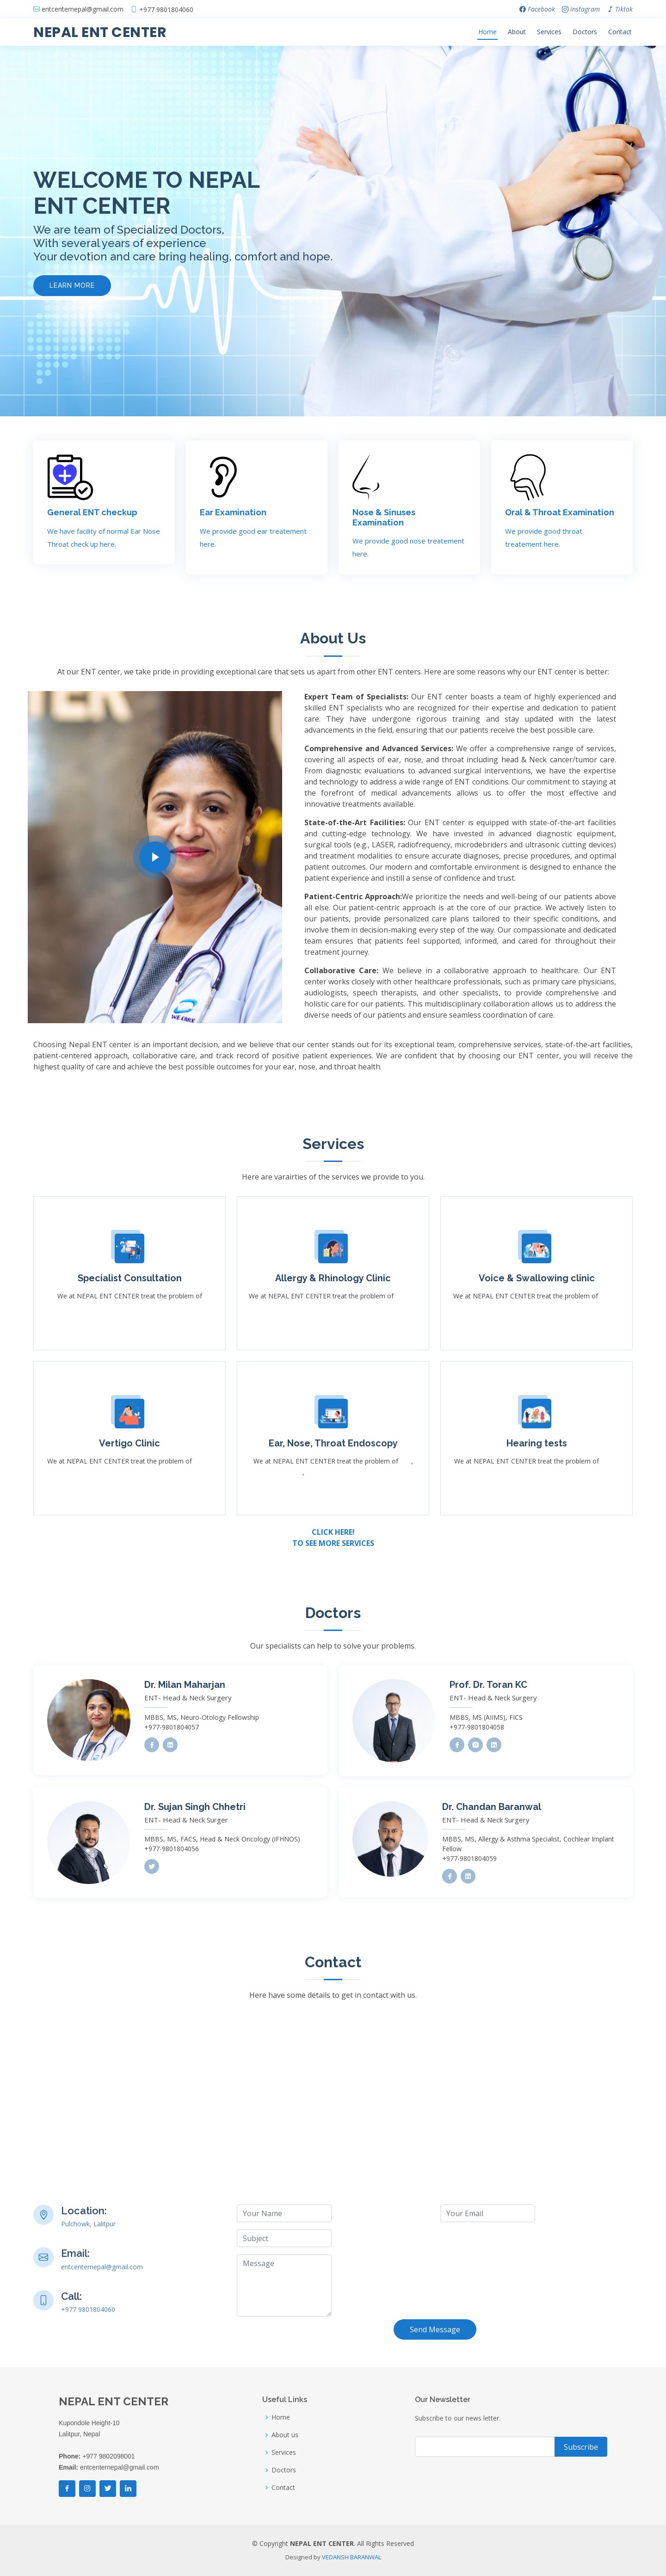 entcenternepal@gmail.com +977 9801804060 Facebook Instagram Tiktok
NEPAL ENT CENTER Home About Services Doctors Contact
WELCOME TO NEPAL
ENT CENTER
We are team of Specialized Doctors,
With several years of experience
Your devotion and care bring healing, comfort and hope.
LEARN MORE
General ENT checkup
We have facility of normal Ear Nose
Throat check up here.
Ear Examination
We provide good ear treatement
here.
Nose & Sinuses
Examination
We provide good nose treatement
here.
Oral & Throat Examination
We provide good throat
treatement here.
About Us
At our ENT center, we take pride in providing exceptional care that sets us apart from other ENT centers. Here are some reasons why our ENT center is better:
WE CARE
Expert Team of Specialists: Our ENT center boasts a team of highly experienced and
skilled ENT specialists who are recognized for their expertise and dedication to patient
care. They have undergone rigorous training and stay updated with the latest
advancements in the field, ensuring that our patients receive the best possible care.
Comprehensive and Advanced Services: We offer a comprehensive range of services,
covering all aspects of ear, nose, and throat including head & Neck cancer/tumor care.
From diagnostic evaluations to advanced surgical interventions, we have the expertise
and technology to address a wide range of ENT conditions. Our commitment to staying at
the forefront of medical advancements allows us to offer the most effective and
innovative treatments available.
State-of-the-Art Facilities: Our ENT center is equipped with state-of-the-art facilities
and cutting-edge technology. We have invested in advanced diagnostic equipment,
surgical tools (e.g., LASER, radiofrequency, microdebriders and ultrasonic cutting devices)
and treatment modalities to ensure accurate diagnoses, precise procedures, and optimal
patient outcomes. Our modern and comfortable environment is designed to enhance the
patient experience and instill a sense of confidence and trust.
Patient-Centric Approach:We prioritize the needs and well-being of our patients above
all else. Our patient-centric approach is at the core of our practice. We actively listen to
our patients, provide personalized care plans tailored to their specific conditions, and
involve them in decision-making every step of the way. Our compassionate and dedicated
team ensures that patients feel supported, informed, and cared for throughout their
treatment journey.
Collaborative Care: We believe in a collaborative approach to healthcare. Our ENT
center works closely with other healthcare professionals, such as primary care physicians,
audiologists, speech therapists, and other specialists, to provide comprehensive and
holistic care for our patients. This multidisciplinary collaboration allows us to address the
diverse needs of our patients and ensure seamless coordination of care.
Choosing Nepal ENT center is an important decision, and we believe that our center stands out for its exceptional team, comprehensive services, state-of-the-art facilities,
patient-centered approach, collaborative care, and track record of positive patient experiences. We are confident that by choosing our ENT center, you will receive the
highest quality of care and achieve the best possible outcomes for your ear, nose, and throat health.
Services
Here are varairties of the services we provide to you.
Specialist Consultation
We at NEPAL ENT CENTER treat the problem of
Allergy & Rhinology Clinic
We at NEPAL ENT CENTER treat the problem of
Voice & Swallowing clinic
We at NEPAL ENT CENTER treat the problem of
Vertigo Clinic
We at NEPAL ENT CENTER treat the problem of
Ear, Nose, Throat Endoscopy
We at NEPAL ENT CENTER treat the problem of ,
,
Hearing tests
We at NEPAL ENT CENTER treat the problem of
CLICK HERE!
TO SEE MORE SERVICES
Doctors
Our specialists can help to solve your problems.
Dr. Milan Maharjan
ENT- Head & Neck Surgery
MBBS, MS, Neuro-Otology Fellowship
+977-9801804057
Prof. Dr. Toran KC
ENT- Head & Neck Surgery
MBBS, MS (AIIMS), FICS
+977-9801804058
Dr. Sujan Singh Chhetri
ENT- Head & Neck Surger
MBBS, MS, FACS, Head & Neck Oncology (IFHNOS)
+977-9801804056
Dr. Chandan Baranwal
ENT- Head & Neck Surgery
MBBS, MS, Allergy & Asthma Specialist, Cochlear Implant
Fellow
+977-9801804059
Contact
Here have some details to get in contact with us.
Location:
Pulchowk, Lalitpur
Email:
entcenternepal@gmail.com
Call:
+977 9801804060
Your Name
Your Email
Subject
Message
Send Message
NEPAL ENT CENTER
Kupondole Height-10
Lalitpur, Nepal
Phone: +977 9802098001
Email: entcenternepal@gmail.com
Useful Links
Home
About us
Services
Doctors
Contact
Our Newsletter
Subscribe to our news letter.
Subscribe
© Copyright NEPAL ENT CENTER. All Rights Reserved
Designed by VEDANSH BARANWAL